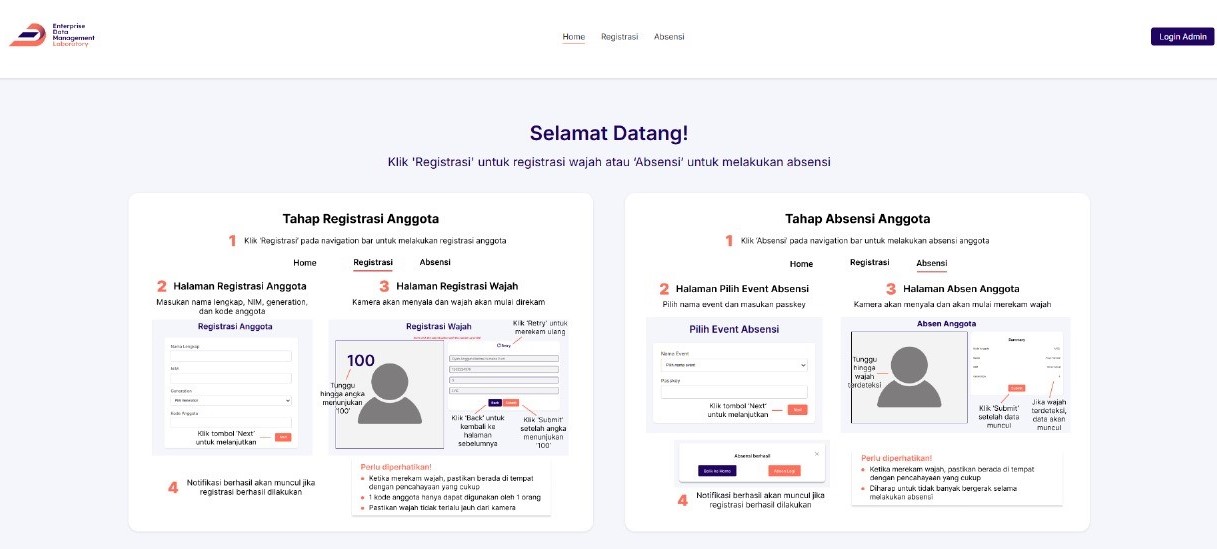 Enterprise
Data
Management
Laboratory
Home
Registrasi
Absensi
Login Admin
Selamat Datang!
Klik 'Registrasi' untuk registrasi wajah atau ‘Absensi’ untuk melakukan absensi
Tahap Registrasi Anggota
1 Klik 'Registrasi' pada navigation bar untuk melakukan registrasi anggota
Home
Registrasi
Absensi
2 Halaman Registrasi Anggota
Masukan nama lengkap, NIM, generation,
dan kode anggota
Registrasi Anggota
Nama Lengkap
NIM
Generation
Kode Anggota
Klik tombol 'Next'
untuk melanjutkan
Next
3 Halaman Registrasi Wajah
Kamera akan menyala dan wajah akan mulai direkam
Registrasi Wajah
Klik 'Retry' untuk
merekam ulang
Retry
100
Tunggu
hingga angka
menunjukan
'100'
Back
Submit
Klik 'Back' untuk
kembali ke
halaman
sebelumnya
Klik 'Submit'
setelah angka
menunjukan
'100'
4 Notifikasi berhasil akan muncul jika
registrasi berhasil dilakukan
Perlu diperhatikan!
Ketika merekam wajah, pastikan berada di tempat
dengan pencahayaan yang cukup
1 kode anggota hanya dapat digunakan oleh 1 orang
Pastikan wajah tidak terlalu jauh dari kamera
Tahap Absensi Anggota
1 Klik 'Absensi' pada navigation bar untuk melakukan absensi anggota
Home
Registrasi
Absensi
2 Halaman Pilih Event Absensi
Pilih nama event dan masukan passkey
Pilih Event Absensi
Name Event
Pilih nama event
Passkey
Klik tombol 'Next'
untuk melanjutkan
Next
3 Halaman Absen Anggota
Kamera akan menyala dan akan mulai merekam wajah
Absen Anggota
Tunggu
hingga
wajah
terdeteksi
Summary
Submit
Klik 'Submit'
setelah data
muncul
Jika wajah
terdeteksi,
data akan
muncul
Absensi berhasil
Back to Home
4 Notifikasi berhasil akan muncul jika
registrasi berhasil dilakukan
Perlu diperhatikan!
Ketika merekam wajah, pastikan berada di tempat
dengan pencahayaan yang cukup
Diharap untuk tidak banyak bergerak selama
melakukan absensi